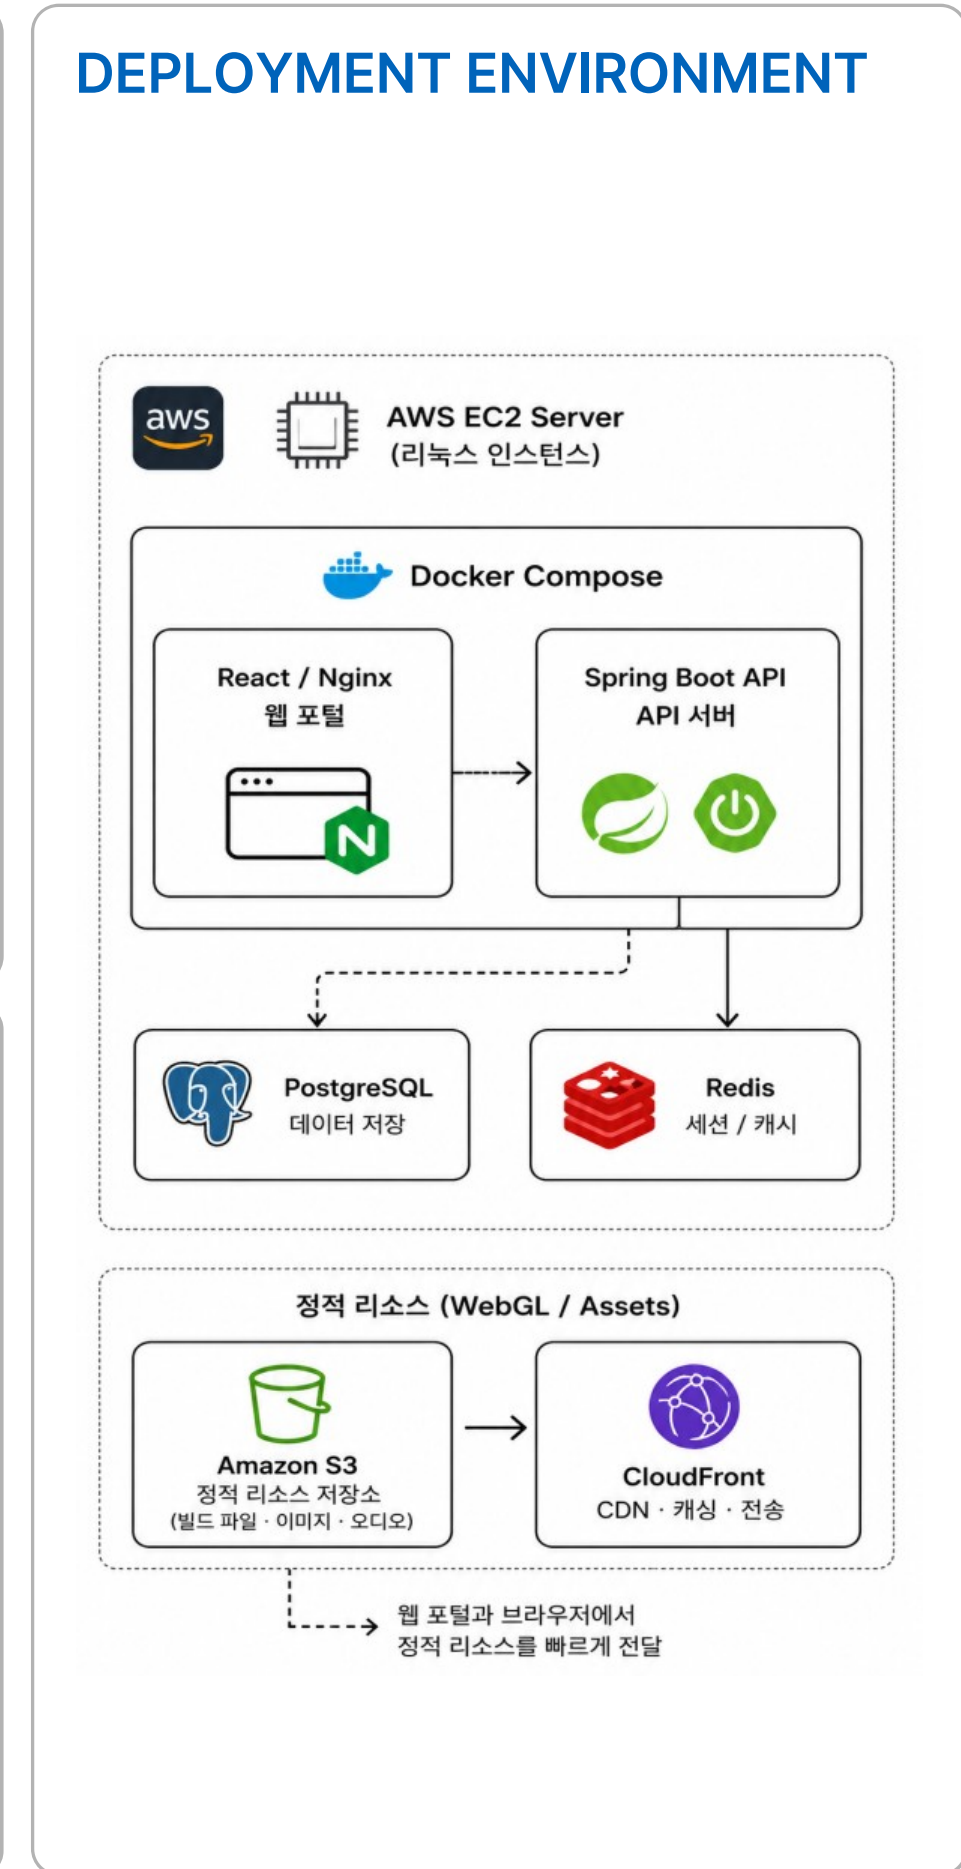 DEPLOYMENT ENVIRONMENT
aws
AWS EC2 Server
(리눅스 인스턴스)
Docker Compose
React / Nginx
웹 포털
N
Spring Boot API
API 서버
PostgreSQL
데이터 저장
Redis
세션 / 캐시
정적 리소스 (WebGL / Assets)
Amazon S3
정적 리소스 저장소
(빌드 파일 · 이미지 · 오디오)
CloudFront
CDN · 캐싱 · 전송
웹 포털과 브라우저에서
정적 리소스를 빠르게 전달